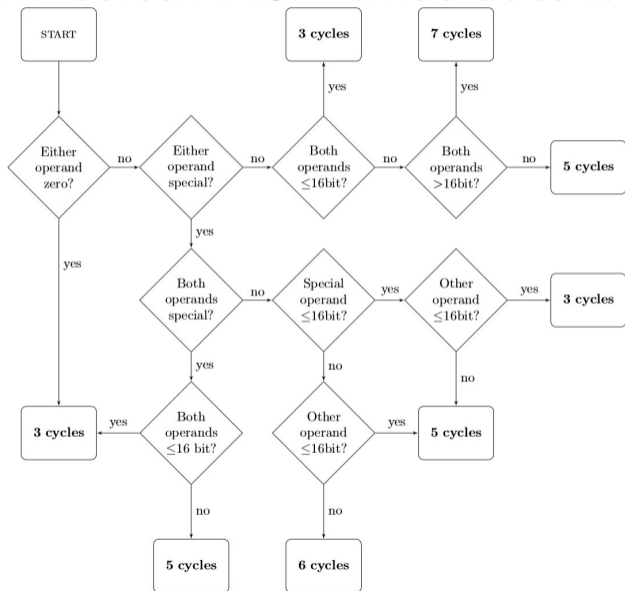 START
3 cycles
7 cycles
yes
yes
Either
operand
zero?
no
Either
operand
special?
no
Both
operands
≤16bit?
no
Both
operands
>16bit?
no
5 cycles
yes
yes
Both
operands
special?
no
Special
operand
≤16bit?
yes
Other
operand
≤16bit?
yes
3 cycles
yes
no
no
3 cycles
yes
Both
operands
≤16 bit?
Other
operand
≤16bit?
yes
5 cycles
no
no
5 cycles
6 cycles